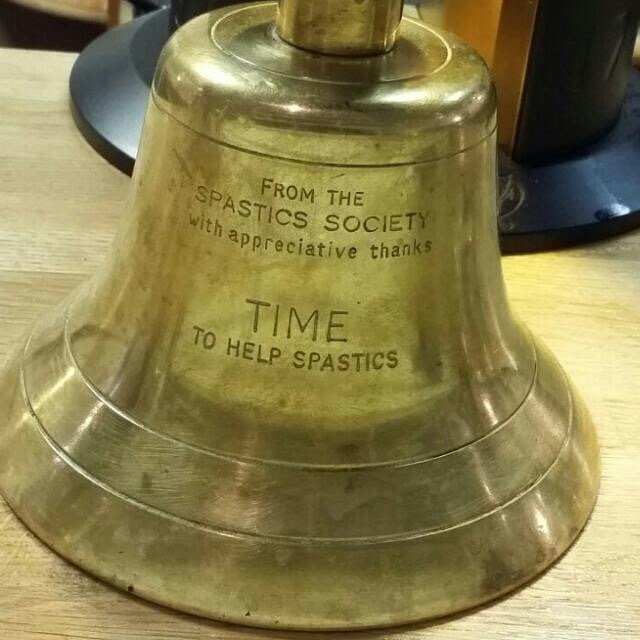 FROM THE
SPASTICS SOCIETY
with appreciative thanks
TIME
TO HELP SPASTICS